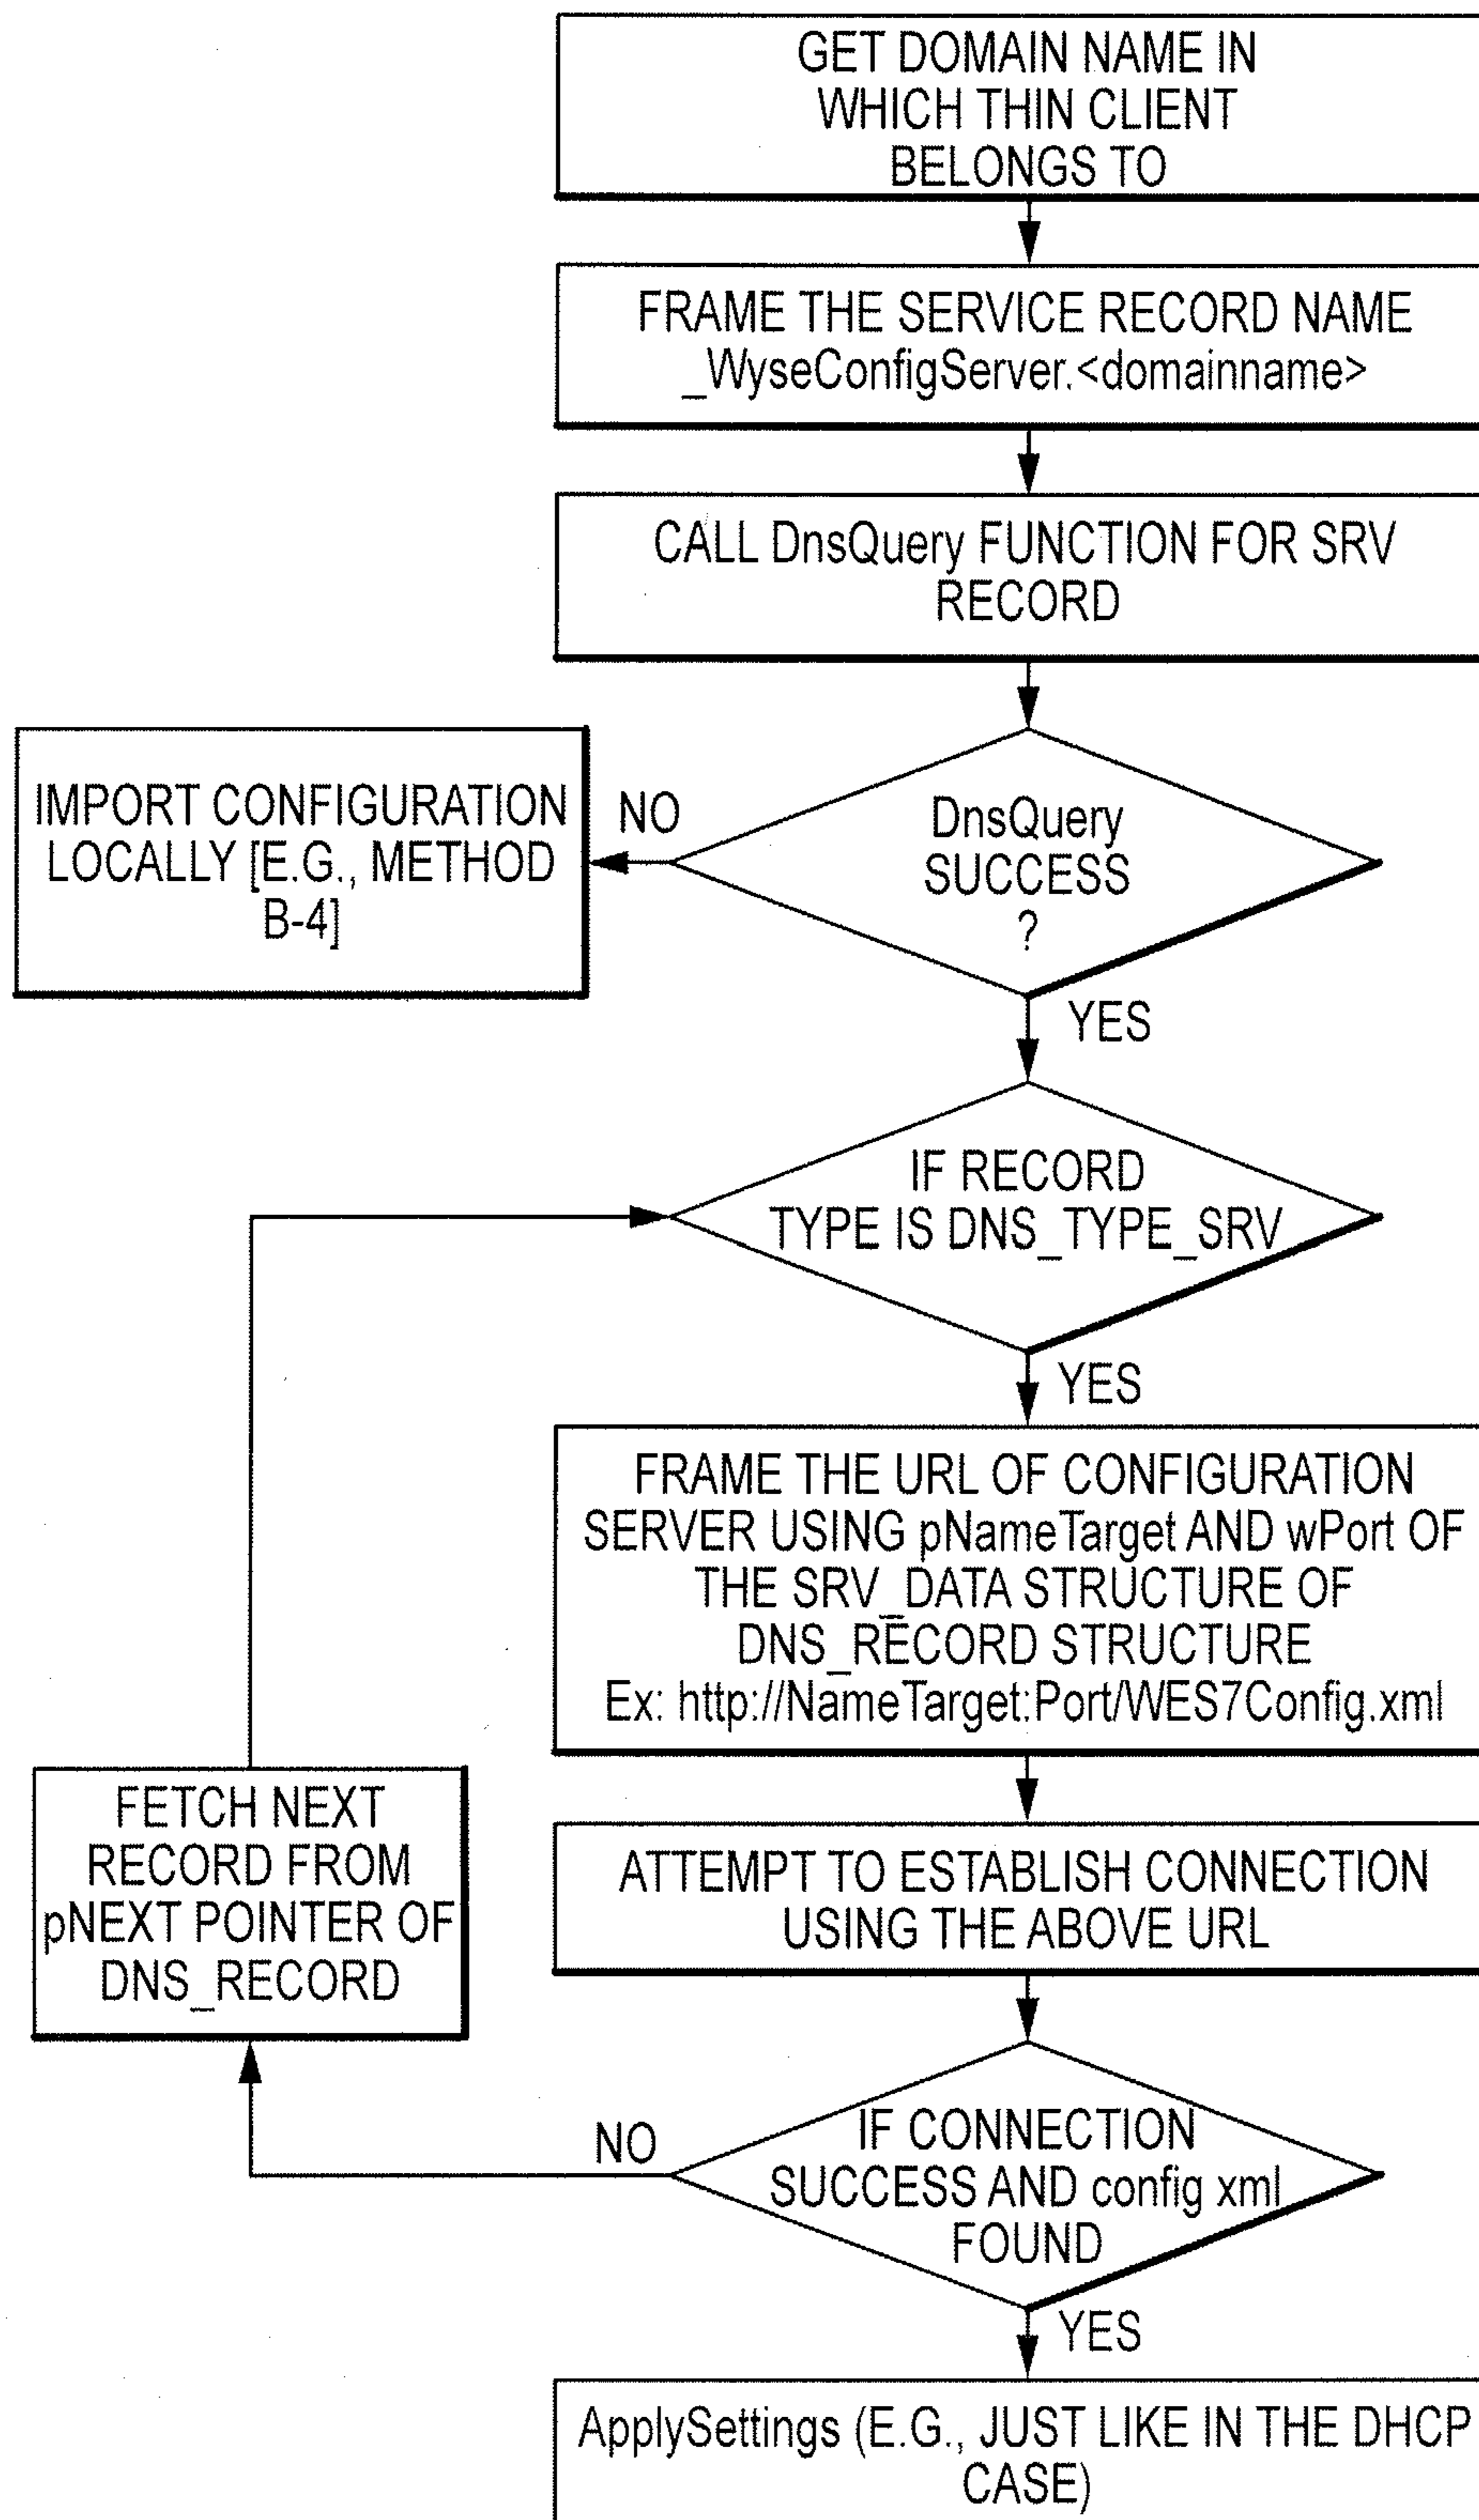 GET DOMAIN NAME IN
WHICH THIN CLIENT
BELONGS TO
FRAME THE SERVICE RECORD NAME
_WyseConfigServer.<domainname>
CALL DnsQuery FUNCTION FOR SRV
RECORD
DnsQuery
SUCCESS
?
NO
IMPORT CONFIGURATION
LOCALLY [E.G., METHOD
B-4]
YES
IF RECORD
TYPE IS DNS_TYPE_SRV
YES
FRAME THE URL OF CONFIGURATION
SERVER USING pNameTarget AND wPort OF
THE SRV_DATA STRUCTURE OF
DNS_RECORD STRUCTURE
Ex: http://NameTarget:Port/WES7Config.xml
ATTEMPT TO ESTABLISH CONNECTION
USING THE ABOVE URL
IF CONNECTION
SUCCESS AND config xml
FOUND
NO
FETCH NEXT
RECORD FROM
pNEXT POINTER OF
DNS_RECORD
YES
ApplySettings (E.G., JUST LIKE IN THE DHCP
CASE)